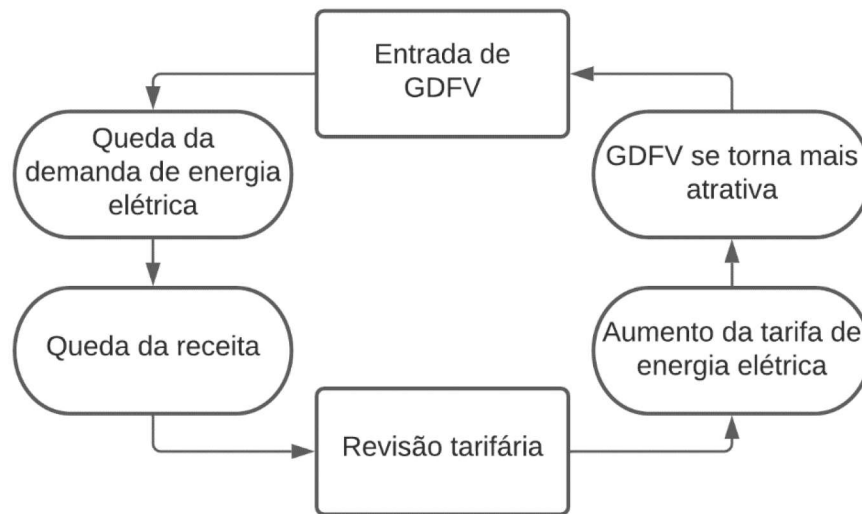 Entrada de
GDFV
Queda da
demanda de energia
elétrica
Queda da receita
Revisão tarifária
Aumento da tarifa de
energia elétrica
GDFV se torna mais
atrativa